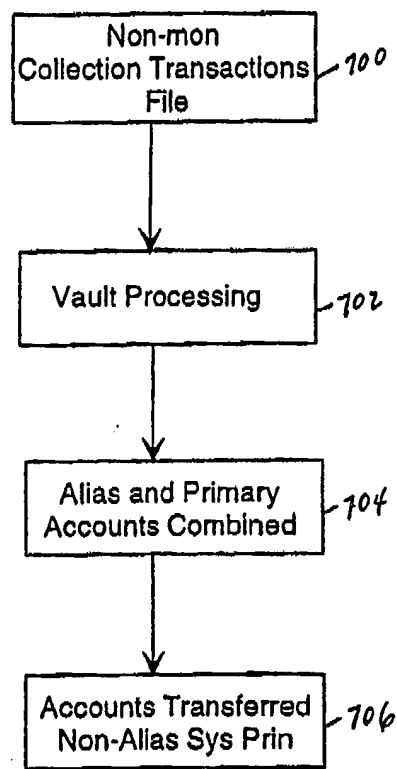 Non-mon
Collection Transactions
File
700
Vault Processing
702
Alias and Primary
Accounts Combined
704
Accounts Transferred
Non-Alias Sys Prin
706